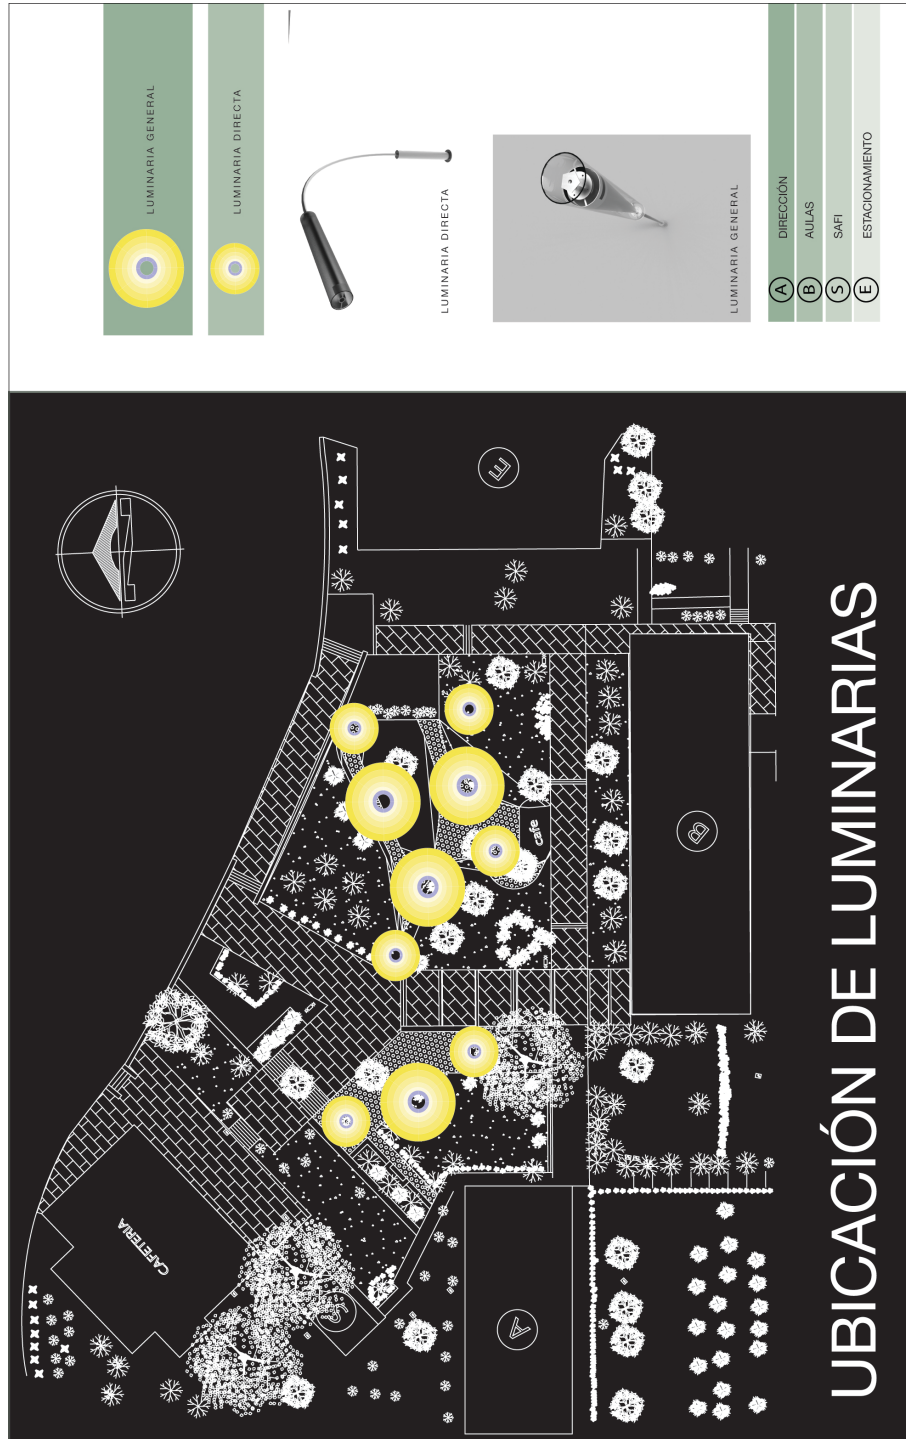 UBICACIÓN DE LUMINARIAS
LUMINARIA GENERAL
LUMINARIA DIRECTA
LUMINARIA DIRECTA
LUMINARIA GENERAL
A DIRECCIÓN
B AULAS
S SAFI
E ESTACIONAMIENTO
CAFETERIA
S
A
cafe
B
E